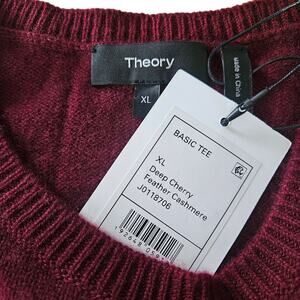 Theory
XL
Made in China
BASIC TEE
XL
Deep Cherry
Feather Cashmere
J0118706